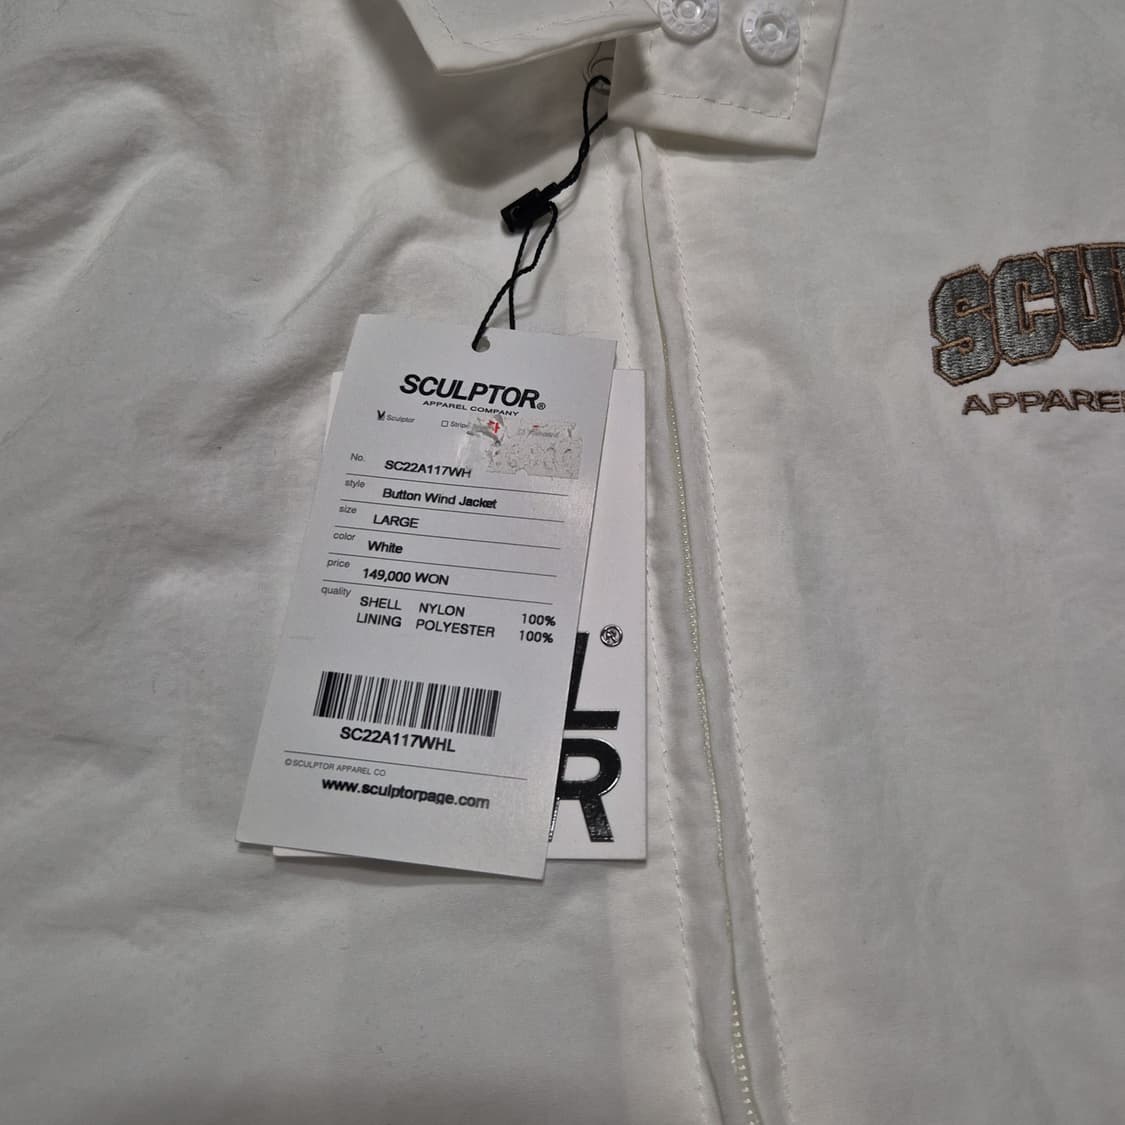 SCULPTOR®
APPAREL COMPANY
Sculptor
No. SC22A117WH
style Button Wind Jacket
size LARGE
color White
price 149,000 WON
quality SHELL NYLON 100%
LINING POLYESTER 100%
SC22A117WHL
© SCULPTOR APPAREL CO
www.sculptorpage.com
L®
R
SCU
APPARE